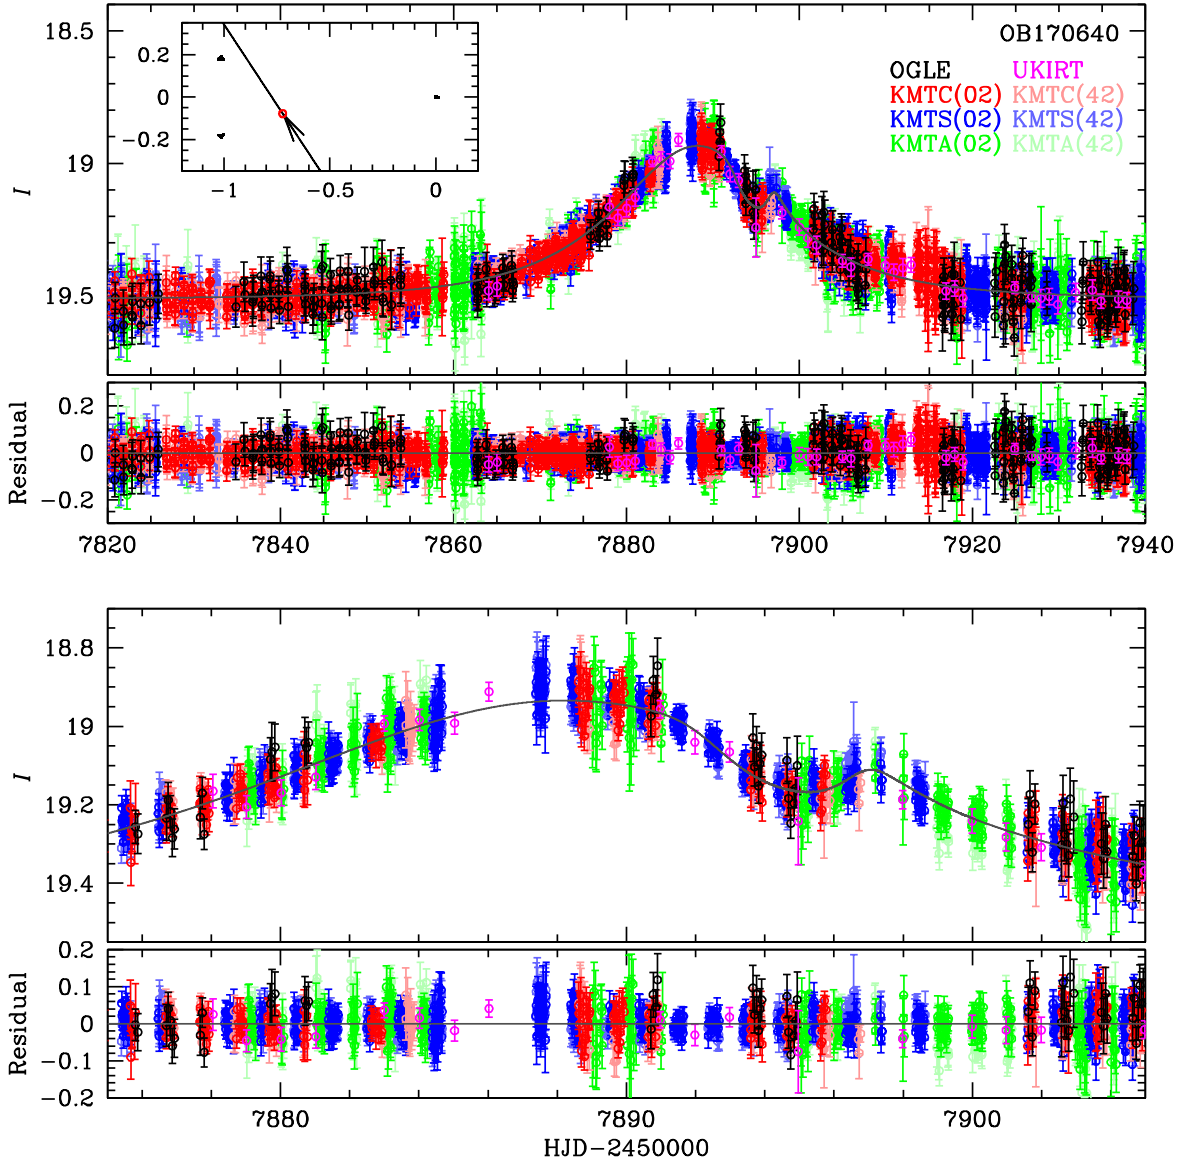 18.5
19
19.5
I
0.2
0
−0.2
−1
−0.5
0
OB170640
OGLE UKIRT
KMTC(02) KMTC(42)
KMTS(02) KMTS(42)
KMTA(02) KMTA(42)
0.2
0
−0.2
Residual
7820 7840 7860 7880 7900 7920 7940
18.8
19
19.2
19.4
I
0.2
0.1
0
−0.1
−0.2
Residual
7880 7890 7900
HJD−2450000